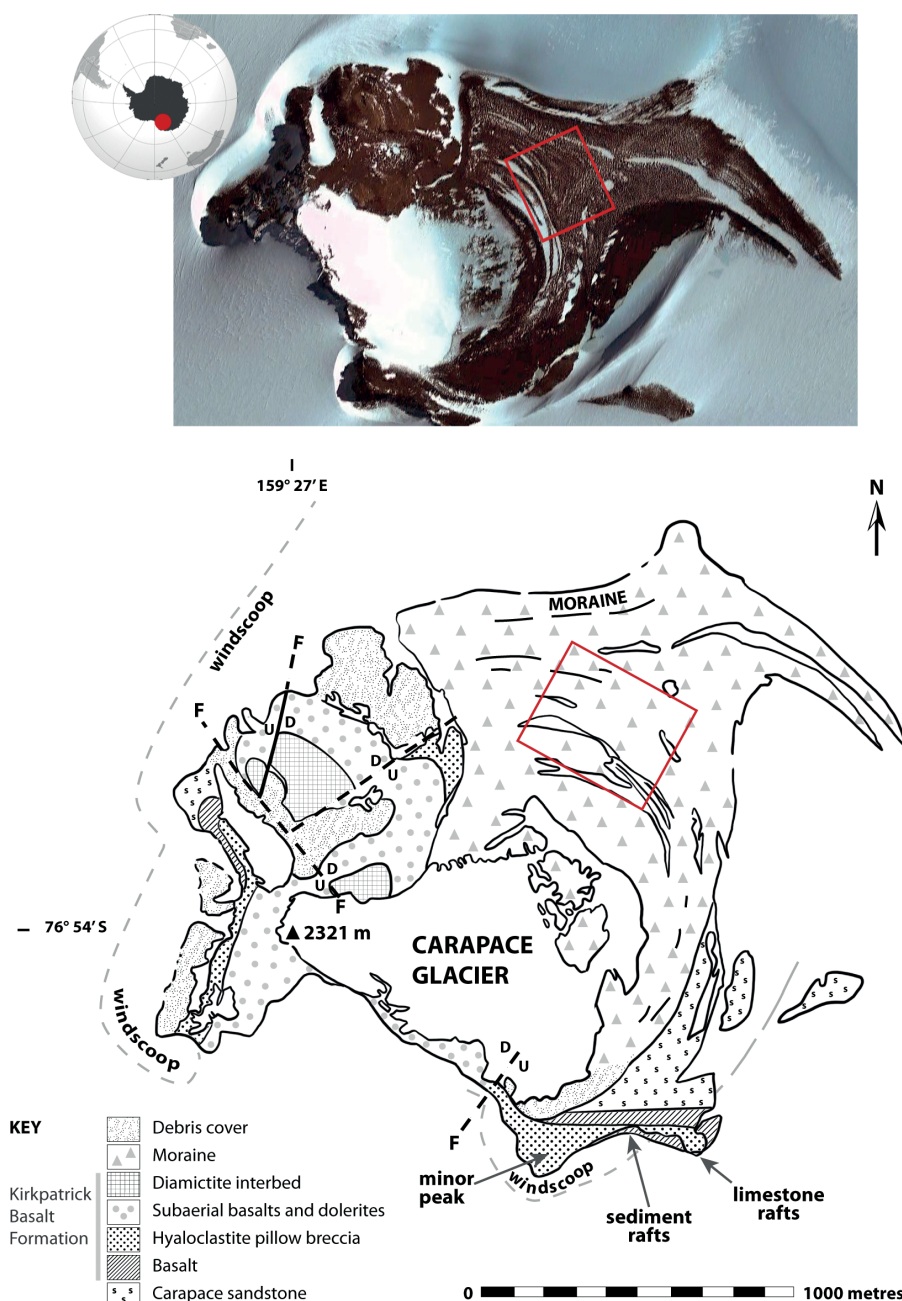 159° 27′ E
N
windscoop
MORAINE
F
F
U D
D
U
76° 54′ S
D
U
F
2321 m
CARAPACE
GLACIER
windscoop
D
U
F
minor
peak
windscoop
sediment
rafts
limestone
rafts
KEY
Debris cover
Moraine
Kirkpatrick
Basalt
Formation
Diamictite interbed
Subaerial basalts and dolerites
Hyaloclastite pillow breccia
Basalt
s s s s Carapace sandstone
0 1000 metres